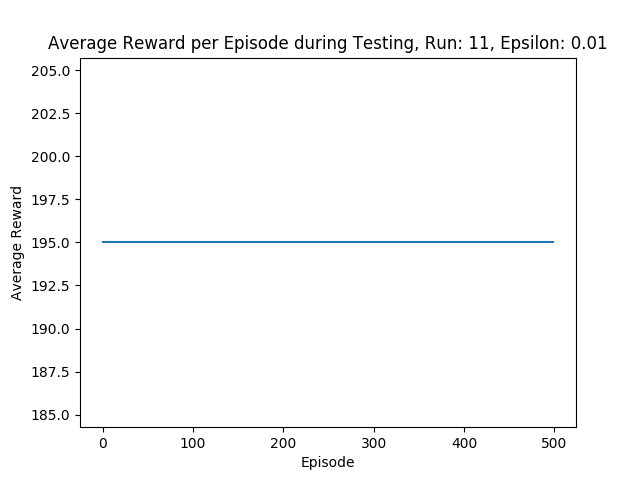 Average Reward per Episode during Testing, Run: 11, Epsilon: 0.01
205.0
202.5
200.0
197.5
195.0
192.5
190.0
187.5
185.0
Average Reward
0 100 200 300 400 500
Episode